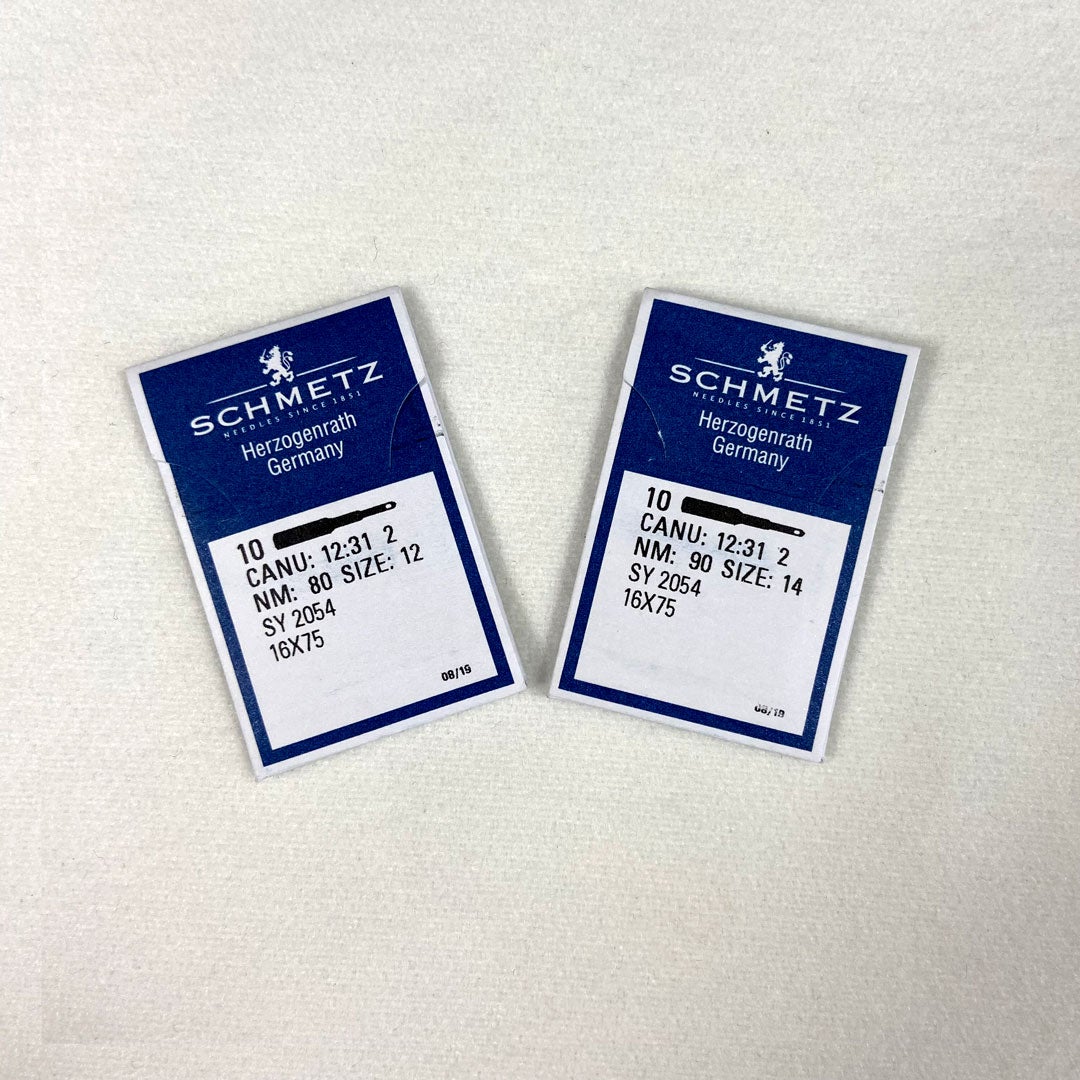 SCHMETZ
NEEDLES SINCE 1851
Herzogenrath
Germany
10
CANU: 12:31 2
NM: 80 SIZE: 12
SY 2054
16X75
08/19
SCHMETZ
NEEDLES SINCE 1851
Herzogenrath
Germany
10
CANU: 12:31 2
NM: 90 SIZE: 14
SY 2054
16X75
08/19